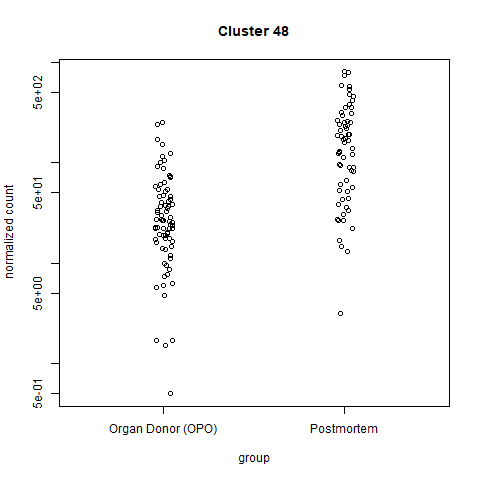 Cluster 48
normalized count
5e+02
5e+01
5e+00
5e-01
Organ Donor (OPO)
Postmortem
group